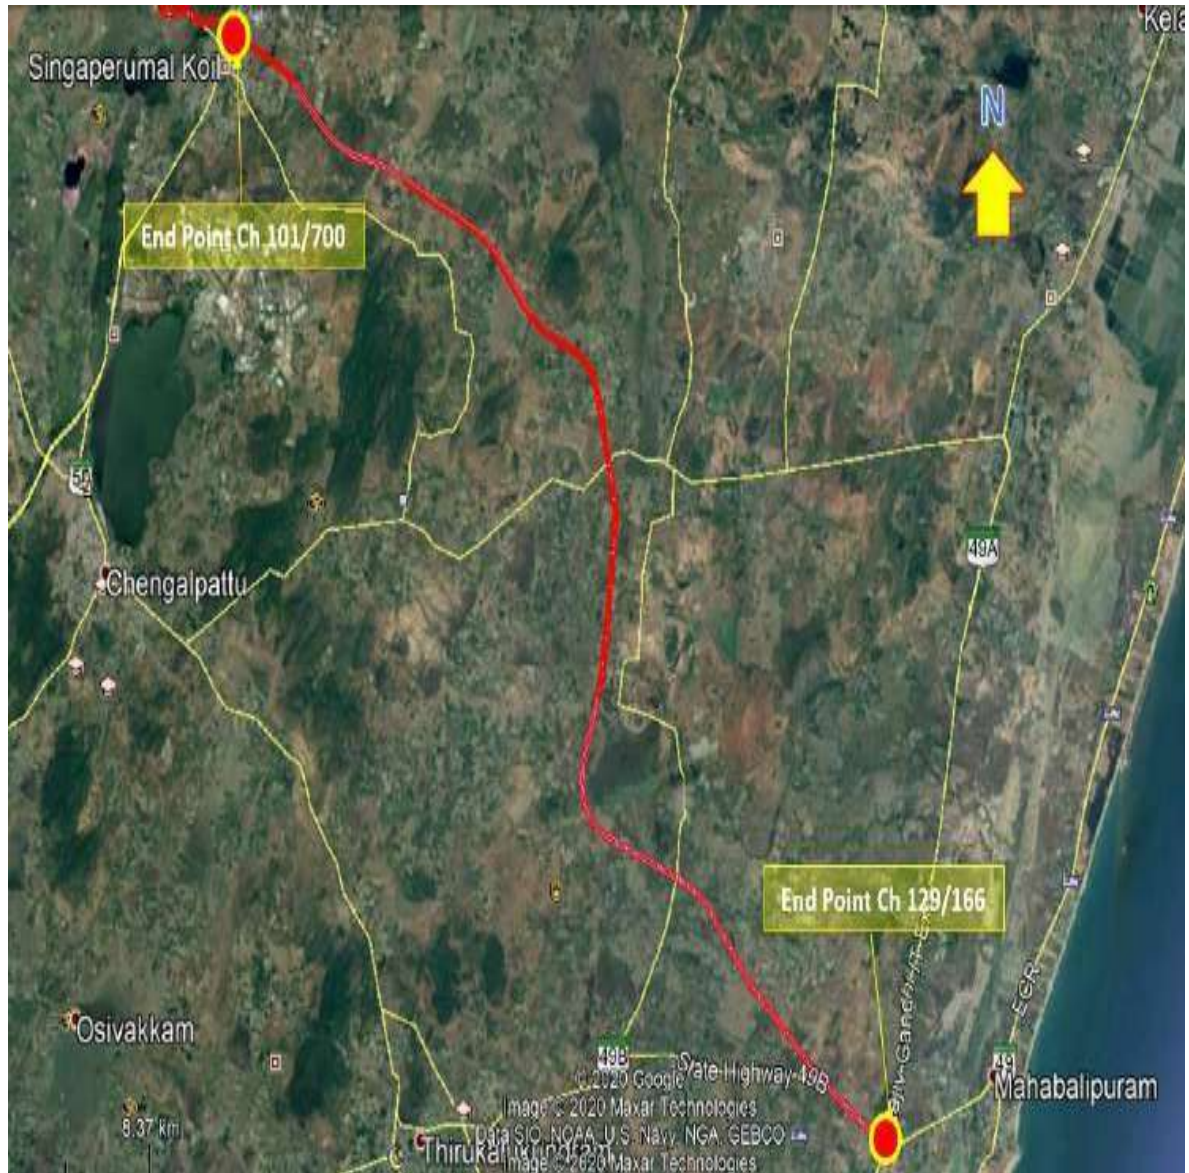 Kela
Singaperumal Koil
N
End Point Ch 101/700
49A
Chengalpattu
End Point Ch 129/166
ECR
Osivakkam
49B
State Highway 49B
49
Mahabalipuram
© 2020 Google
Image © 2020 Maxar Technologies
8.37 km
Data SIO, NOAA, U.S. Navy, NGA, GEBCO
Image © 2020 Maxar Technologies